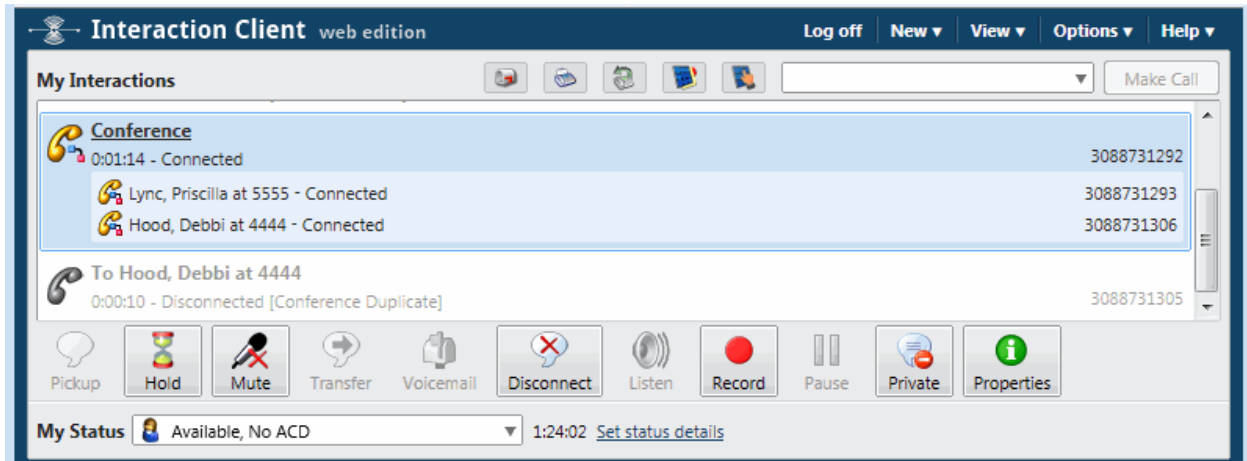 Interaction Client web edition
Log off New ▾ View ▾ Options ▾ Help ▾
My Interactions
Make Call
Conference
0:01:14 - Connected 3088731292
Lync, Priscilla at 5555 - Connected 3088731293
Hood, Debbi at 4444 - Connected 3088731306
To Hood, Debbi at 4444
0:00:10 - Disconnected [Conference Duplicate] 3088731305
Pickup Hold Mute Transfer Voicemail Disconnect Listen Record Pause Private Properties
My Status Available, No ACD 1:24:02 Set status details